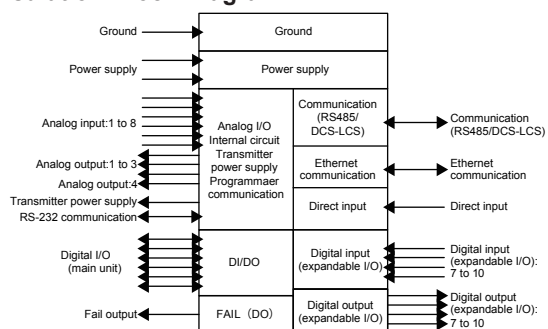 Ground
Ground
Power supply
Power supply
Analog input:1 to 8
Analog output:1 to 3
Analog output:4
Transmitter power supply
RS-232 communication
Analog I/O
Internal circuit
Transmitter
power supply
Programmaer
communication
Communication
(RS485/
DCS-LCS)
Communication
(RS485/DCS-LCS)
Ethernet
communication
Ethernet
communication
Direct input
Direct input
Digital I/O
(main unit)
DI/DO
Digital input
(expandable I/O)
Digital input
(expandable I/O):
7 to 10
Fail output
FAIL (DO)
Digital output
(expandable I/O)
Digital output
(expandable I/O):
7 to 10